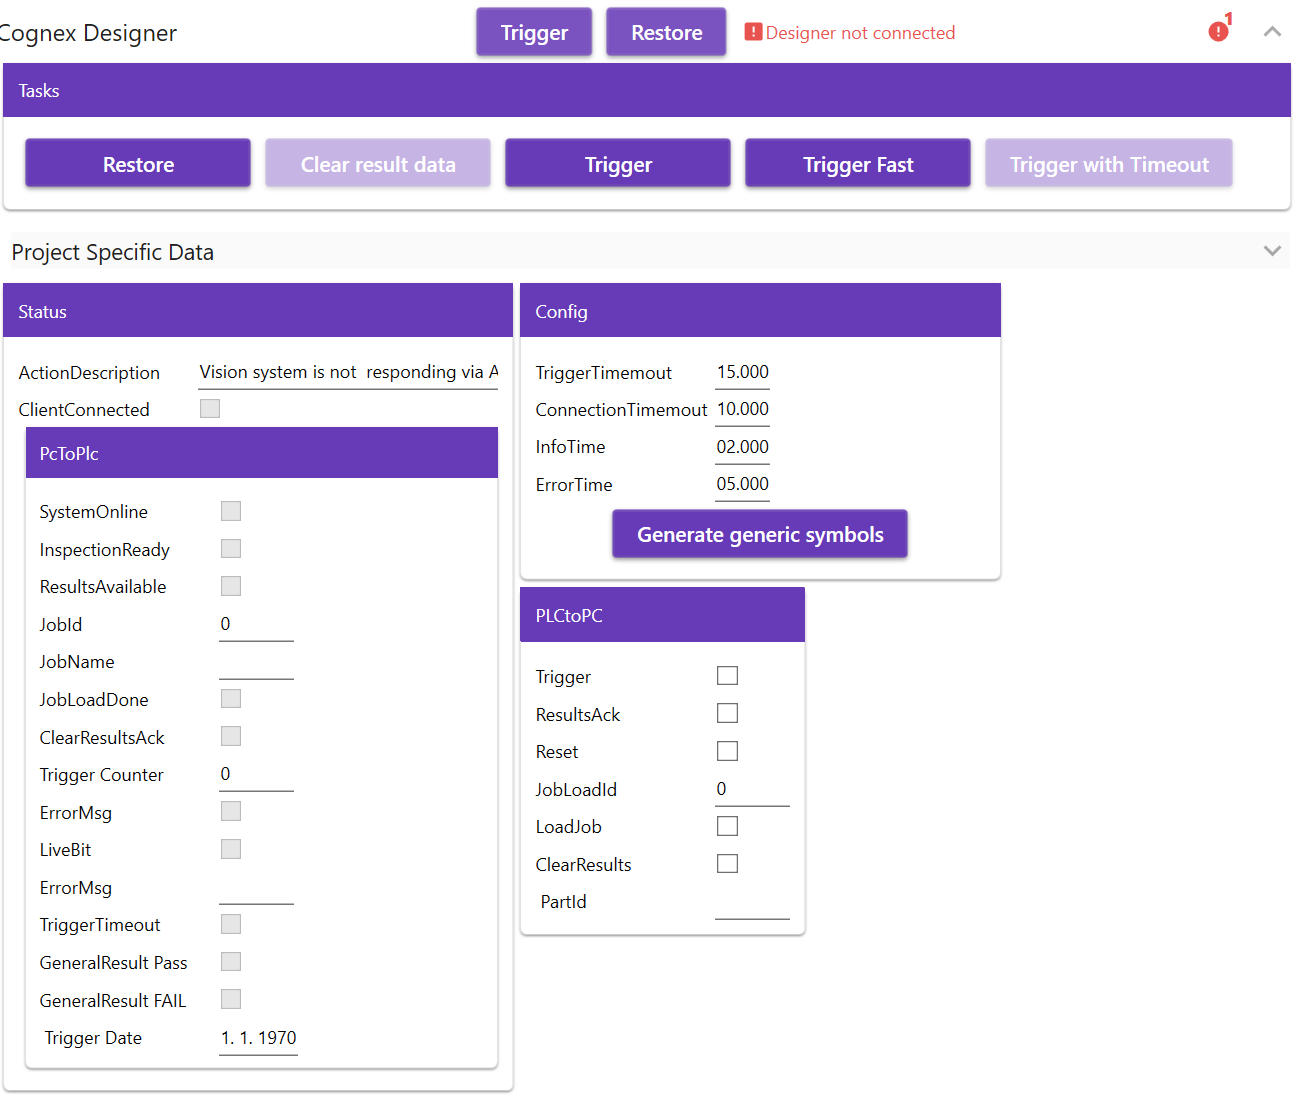 Cognex Designer
Trigger
Restore
Designer not connected
1
Tasks
Restore
Clear result data
Trigger
Trigger Fast
Trigger with Timeout
Project Specific Data
Status
ActionDescription
Vision system is not  responding via A
ClientConnected
PcToPlc
SystemOnline
InspectionReady
ResultsAvailable
JobId
0
JobName
JobLoadDone
ClearResultsAck
Trigger Counter
0
ErrorMsg
LiveBit
ErrorMsg
TriggerTimeout
GeneralResult Pass
GeneralResult FAIL
Trigger Date
1. 1. 1970
Config
TriggerTimemout
15.000
ConnectionTimemout
10.000
InfoTime
02.000
ErrorTime
05.000
Generate generic symbols
PLCtoPC
Trigger
ResultsAck
Reset
JobLoadId
0
LoadJob
ClearResults
PartId